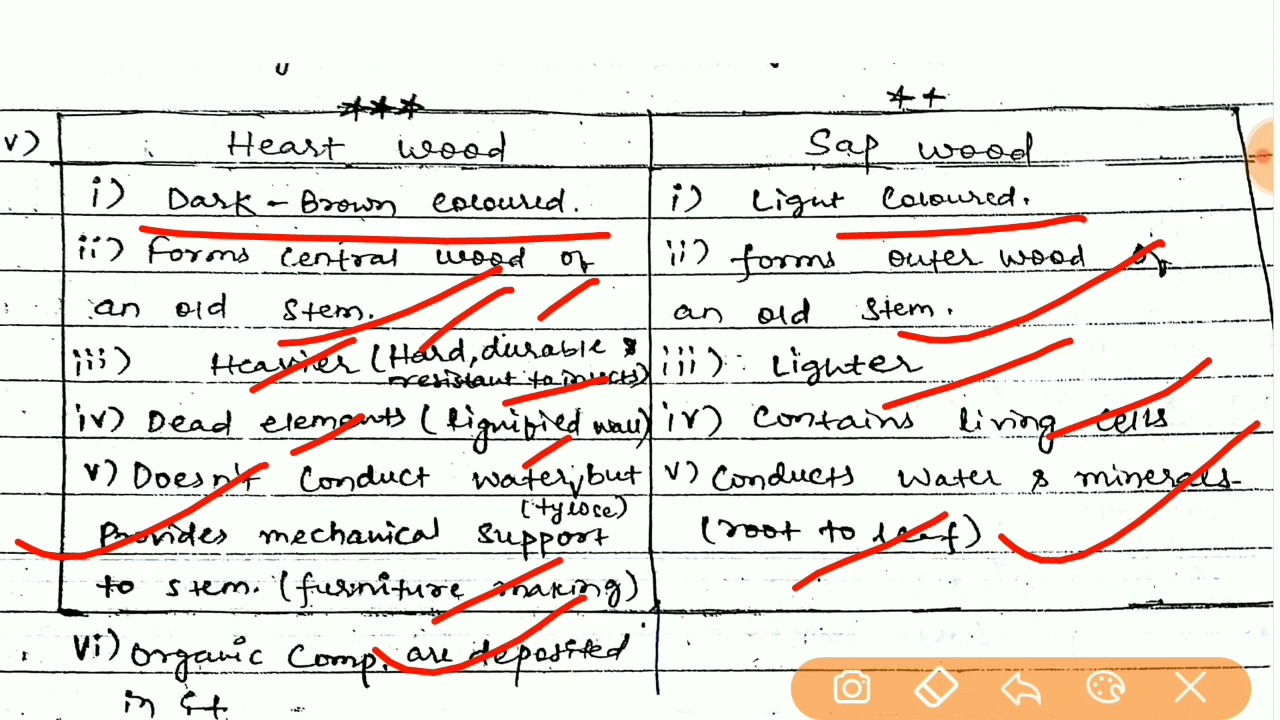 *** **
v) Heart wood Sap wood
i) Dark - Brown coloured. i) Light Coloured.
ii) Forms central wood of ii) forms outer wood of
an old stem. an old stem.
iii) Heavier (Hard, durable & iii) Lighter
resistant to insects)
iv) Dead elements (lignified wall) iv) Contains living cells
v) Doesn't conduct water, but v) Conducts water & minerals
(tylose)
Provides mechanical support (root to leaf)
to stem. (furniture making)
vi) Organic Comp. are deposited
in it